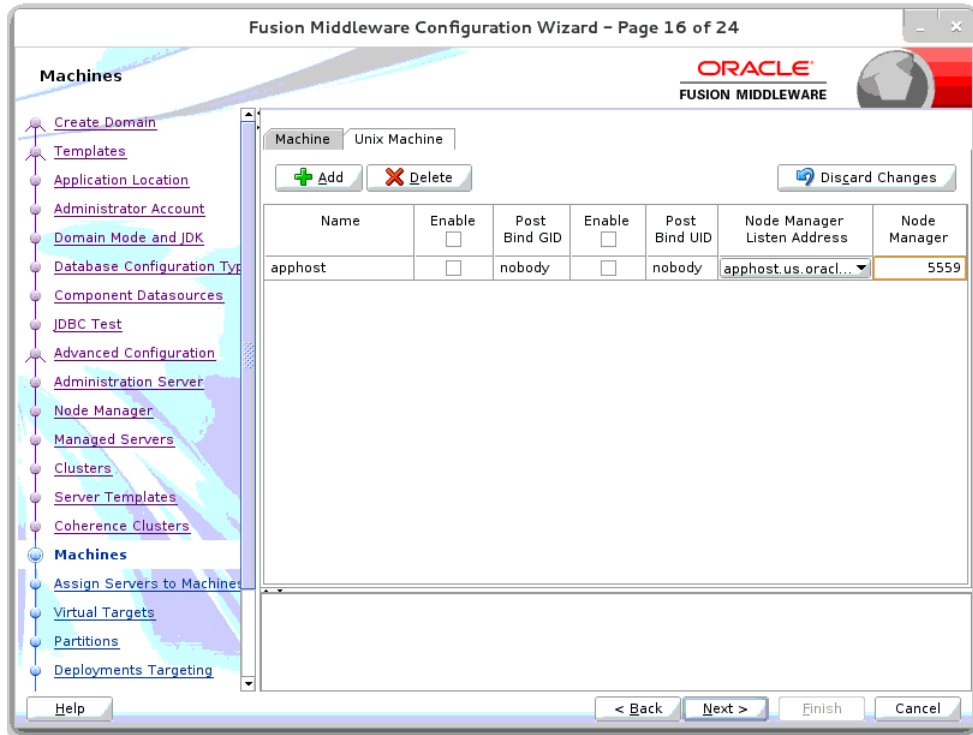 Fusion Middleware Configuration Wizard – Page 16 of 24
Machines
ORACLE
FUSION MIDDLEWARE
Create Domain
Templates
Application Location
Administrator Account
Domain Mode and JDK
Database Configuration Typ
Component Datasources
JDBC Test
Advanced Configuration
Administration Server
Node Manager
Managed Servers
Clusters
Server Templates
Coherence Clusters
Machines
Assign Servers to Machines
Virtual Targets
Partitions
Deployments Targeting
Machine Unix Machine
Add Delete Discard Changes
Name Enable Post Bind GID Enable Post Bind UID Node Manager Listen Address Node Manager
apphost nobody nobody apphost.us.oracl... 5559
Help < Back Next > Finish Cancel